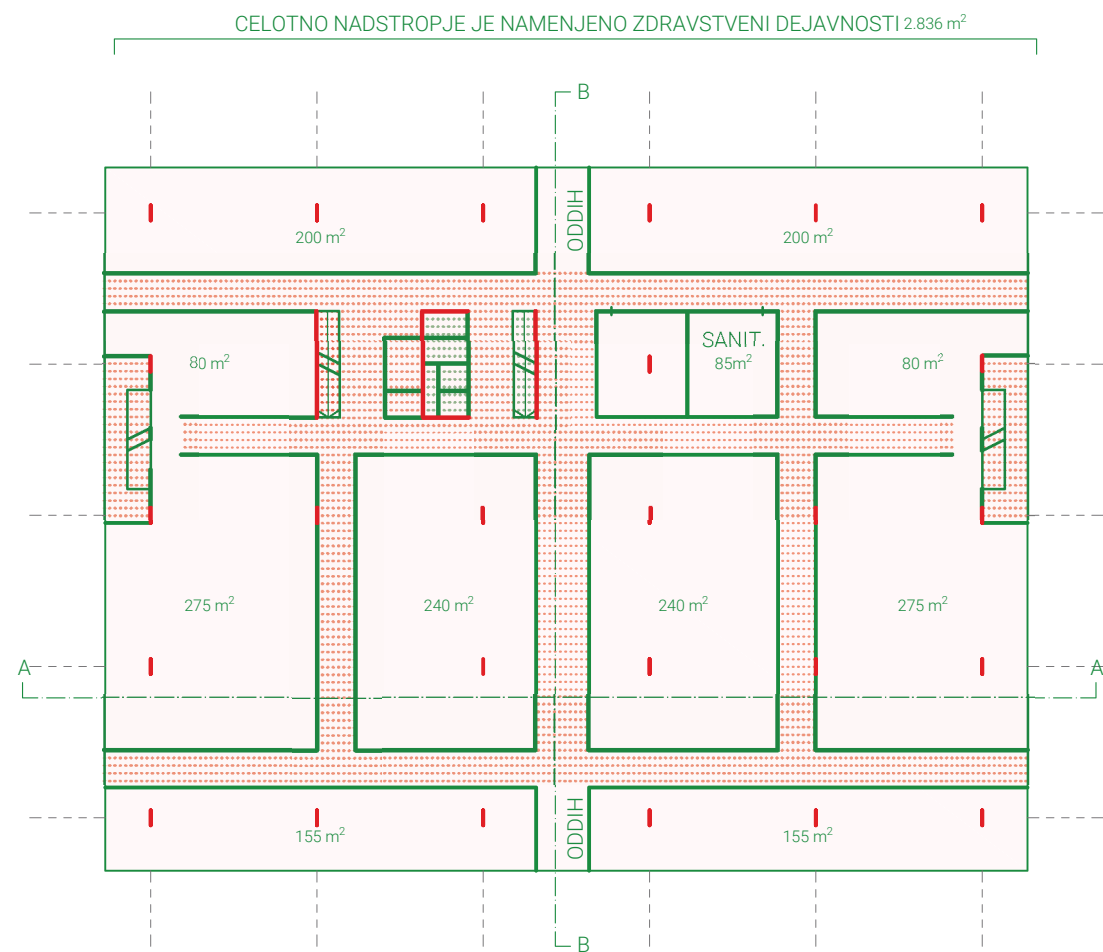 CELOTNO NADSTROPJE JE NAMENJENO ZDRAVSTVENI DEJAVNOSTI 2.836 m²
B
ODDIH
200 m²
200 m²
SANIT.
80 m²
85m²
80 m²
275 m²
240 m²
240 m²
275 m²
A
A
ODDIH
155 m²
155 m²
B